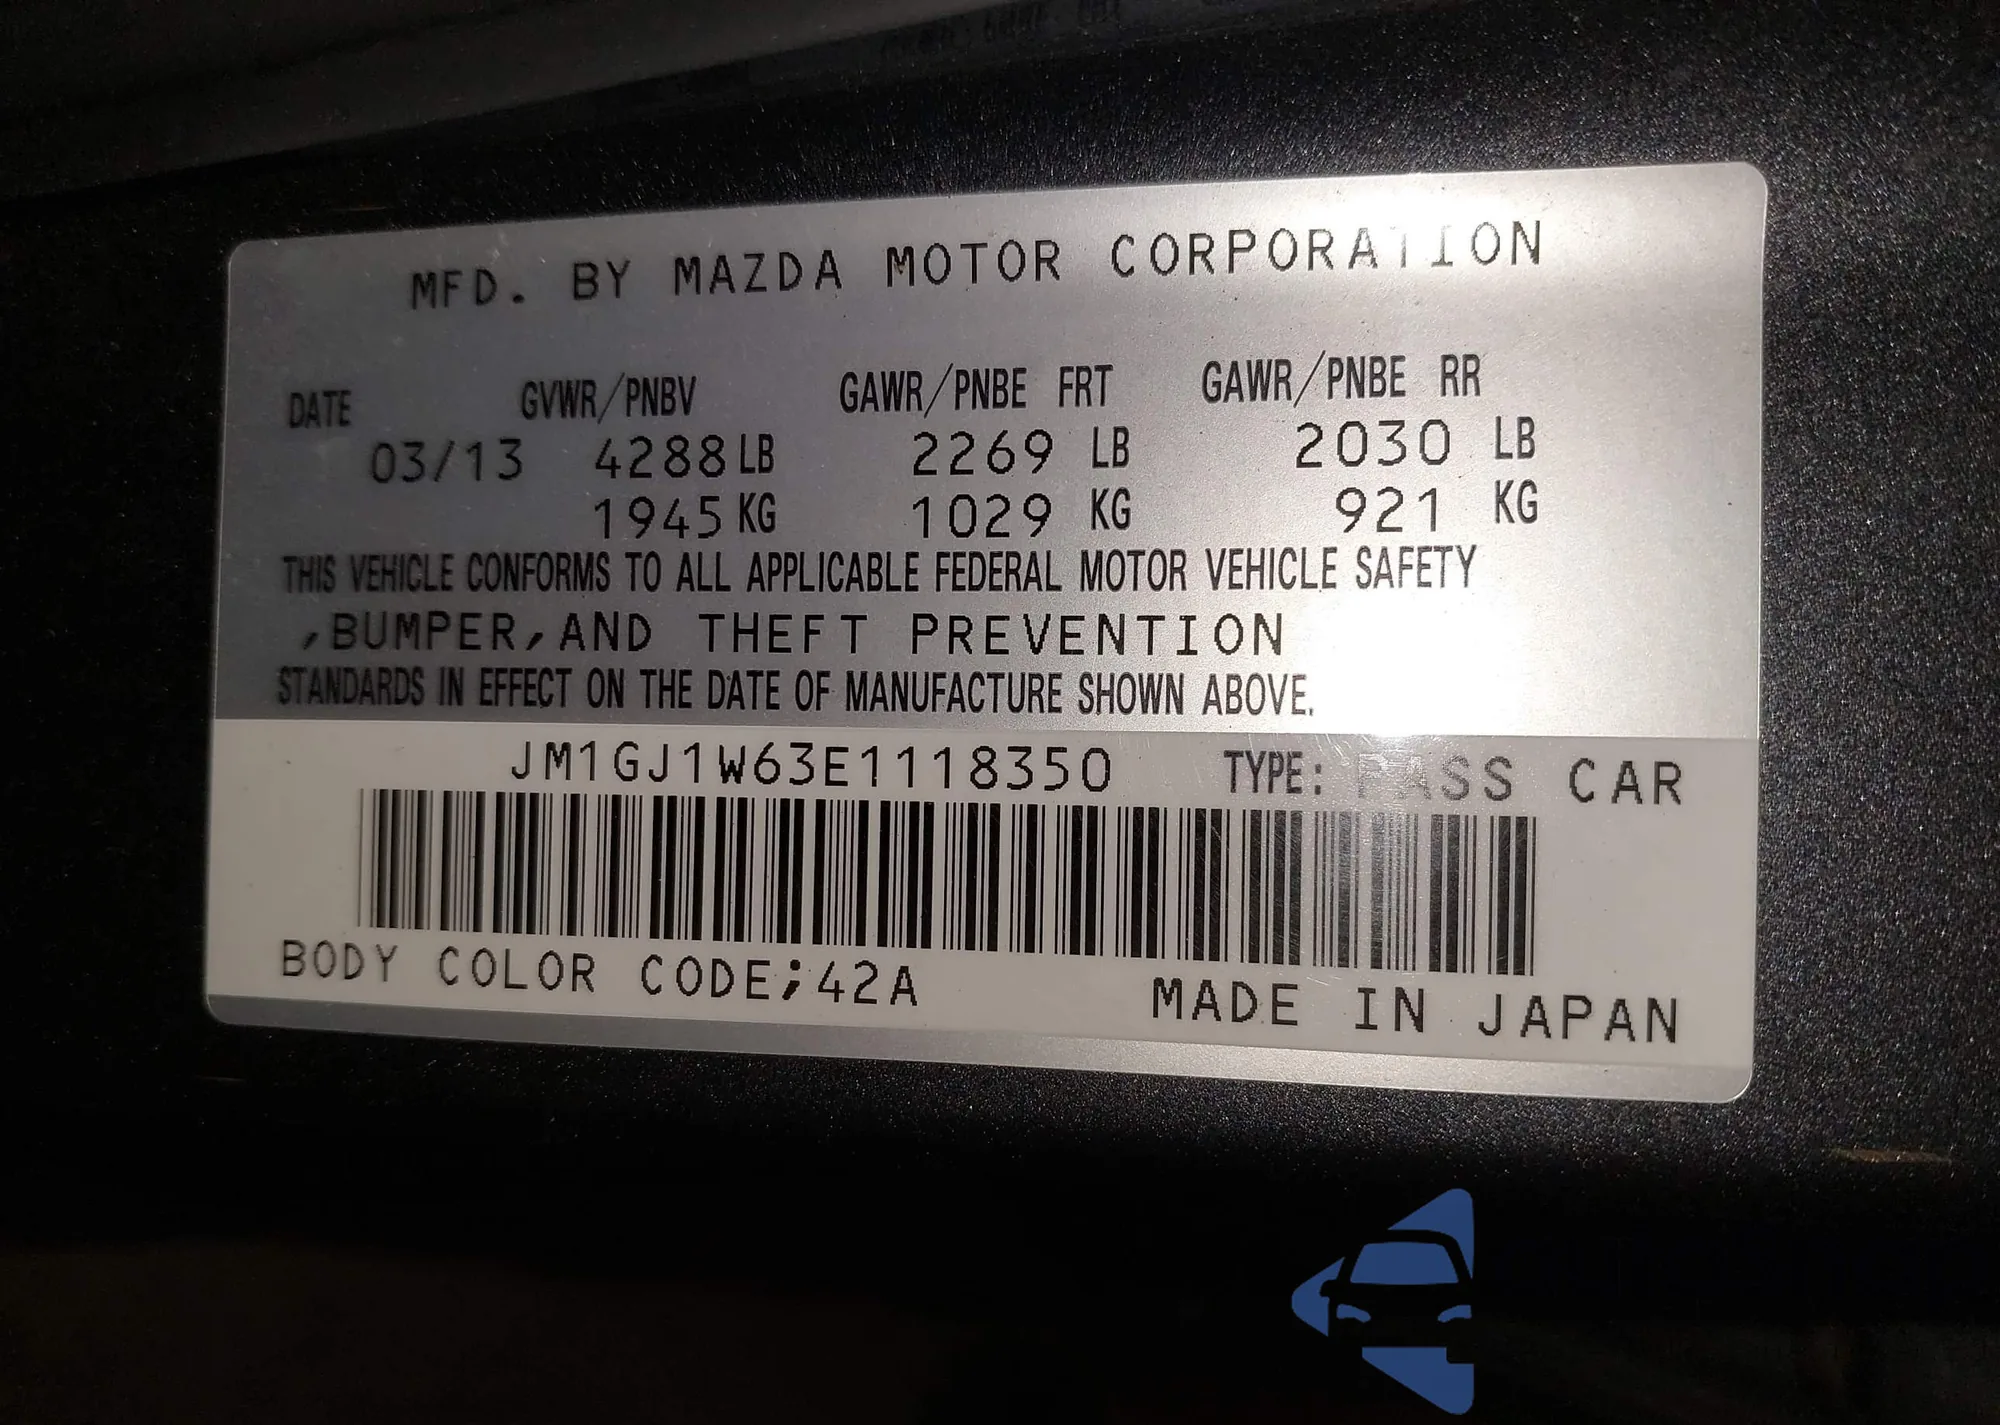 MFD. BY MAZDA MOTOR CORPORATION
DATE GVWR/PNBV GAWR/PNBE FRT GAWR/PNBE RR
03/13 4288 LB 2269 LB 2030 LB
1945 KG 1029 KG 921 KG
THIS VEHICLE CONFORMS TO ALL APPLICABLE FEDERAL MOTOR VEHICLE SAFETY
,BUMPER,AND THEFT PREVENTION
STANDARDS IN EFFECT ON THE DATE OF MANUFACTURE SHOWN ABOVE.
JM1GJ1W63E1118350 TYPE: PASS CAR
BODY COLOR CODE;42A MADE IN JAPAN